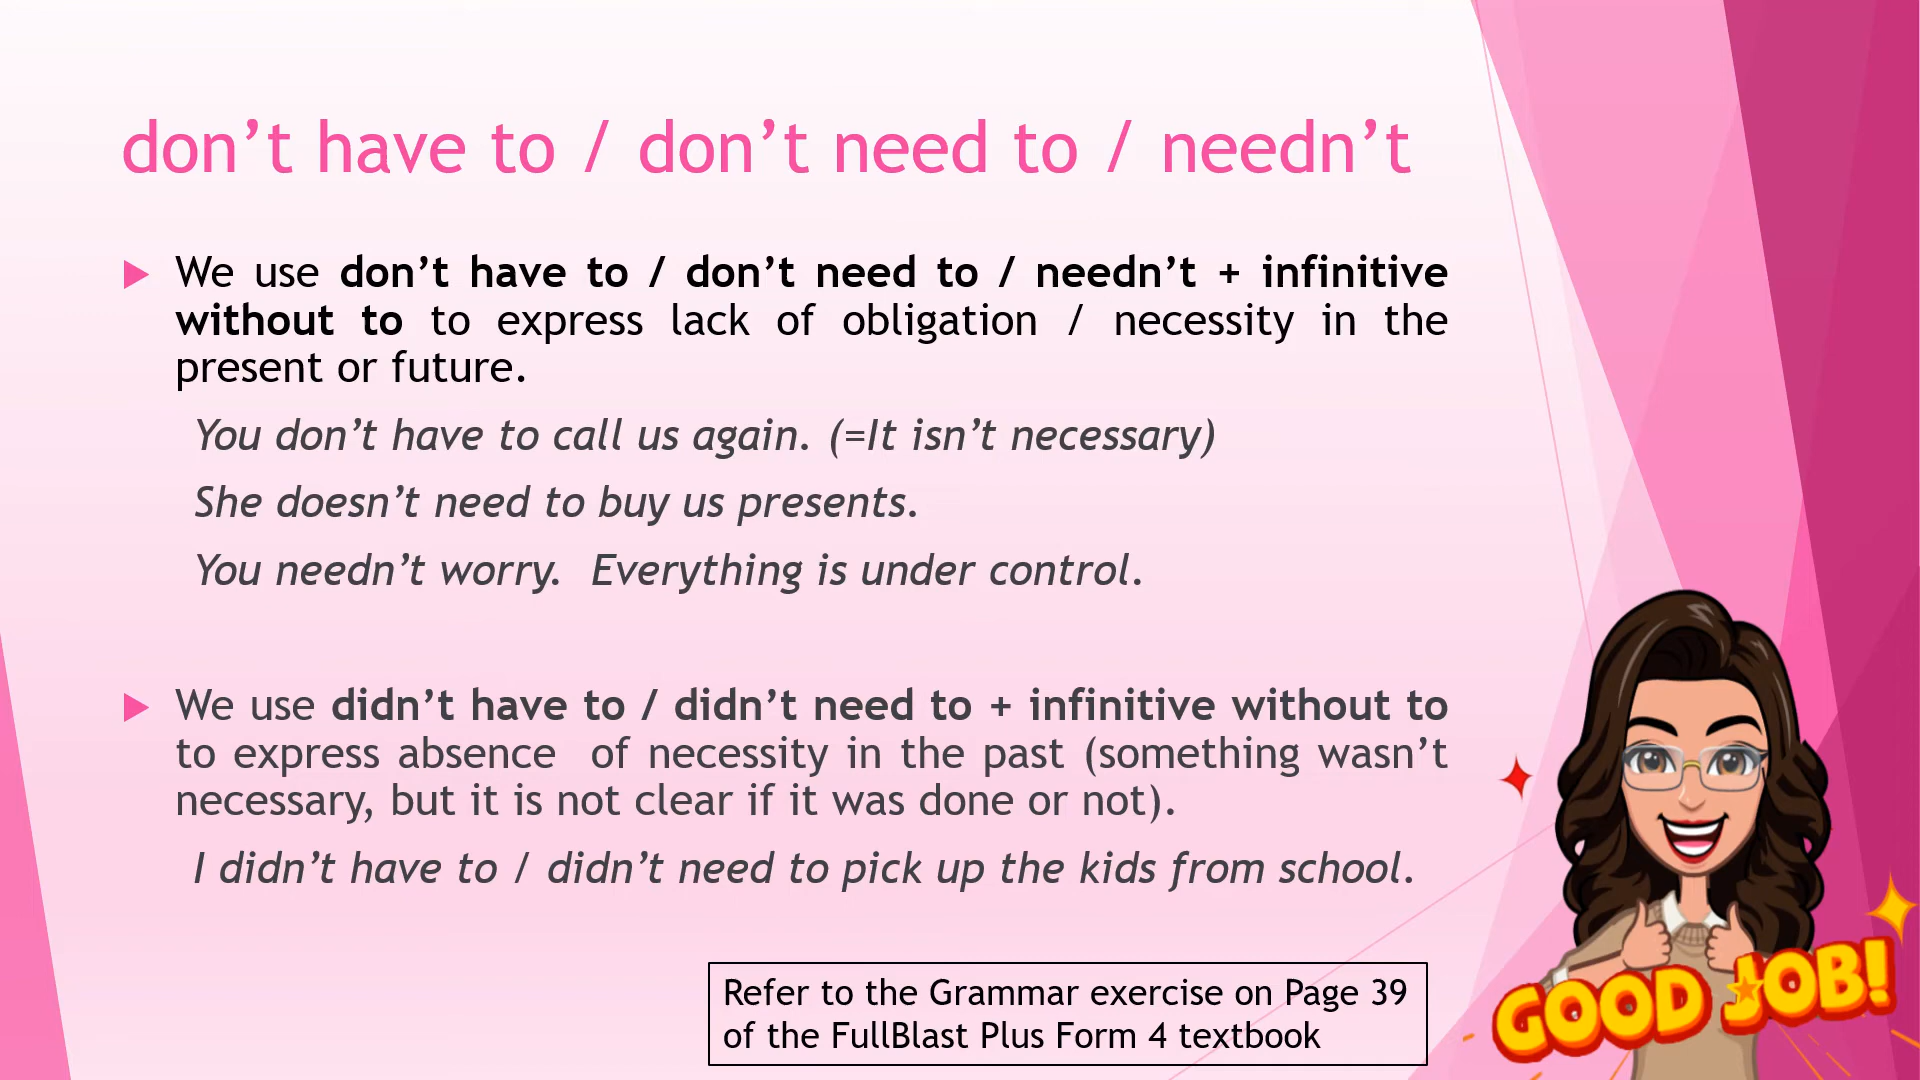 don’t have to / don’t need to / needn’t
We use don’t have to / don’t need to / needn’t + infinitive
without to to express lack of obligation / necessity in the
present or future.
You don’t have to call us again. (=It isn’t necessary)
She doesn’t need to buy us presents.
You needn’t worry.  Everything is under control.
We use didn’t have to / didn’t need to + infinitive without to
to express absence  of necessity in the past (something wasn’t
necessary, but it is not clear if it was done or not).
I didn’t have to / didn’t need to pick up the kids from school.
Refer to the Grammar exercise on Page 39
of the FullBlast Plus Form 4 textbook
GOOD JOB!